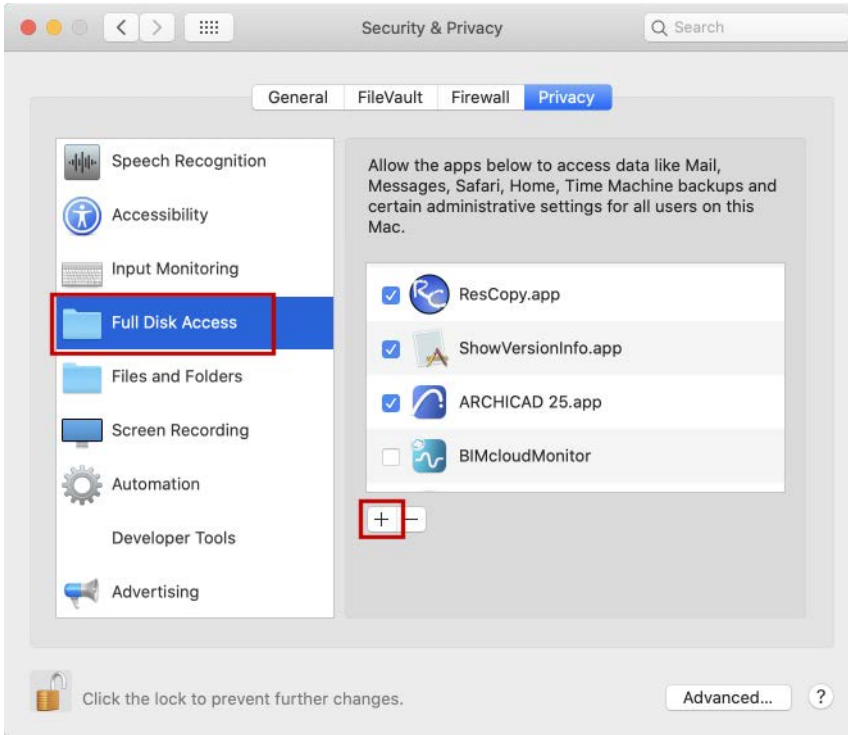 Security & Privacy
Search
General
FileVault
Firewall
Privacy
Speech Recognition
Accessibility
Input Monitoring
Full Disk Access
Files and Folders
Screen Recording
Automation
Developer Tools
Advertising
Allow the apps below to access data like Mail,
Messages, Safari, Home, Time Machine backups and
certain administrative settings for all users on this
Mac.
RC
ResCopy.app
ShowVersionInfo.app
ARCHICAD 25.app
BIMcloudMonitor
+ −
Click the lock to prevent further changes.
Advanced...
?